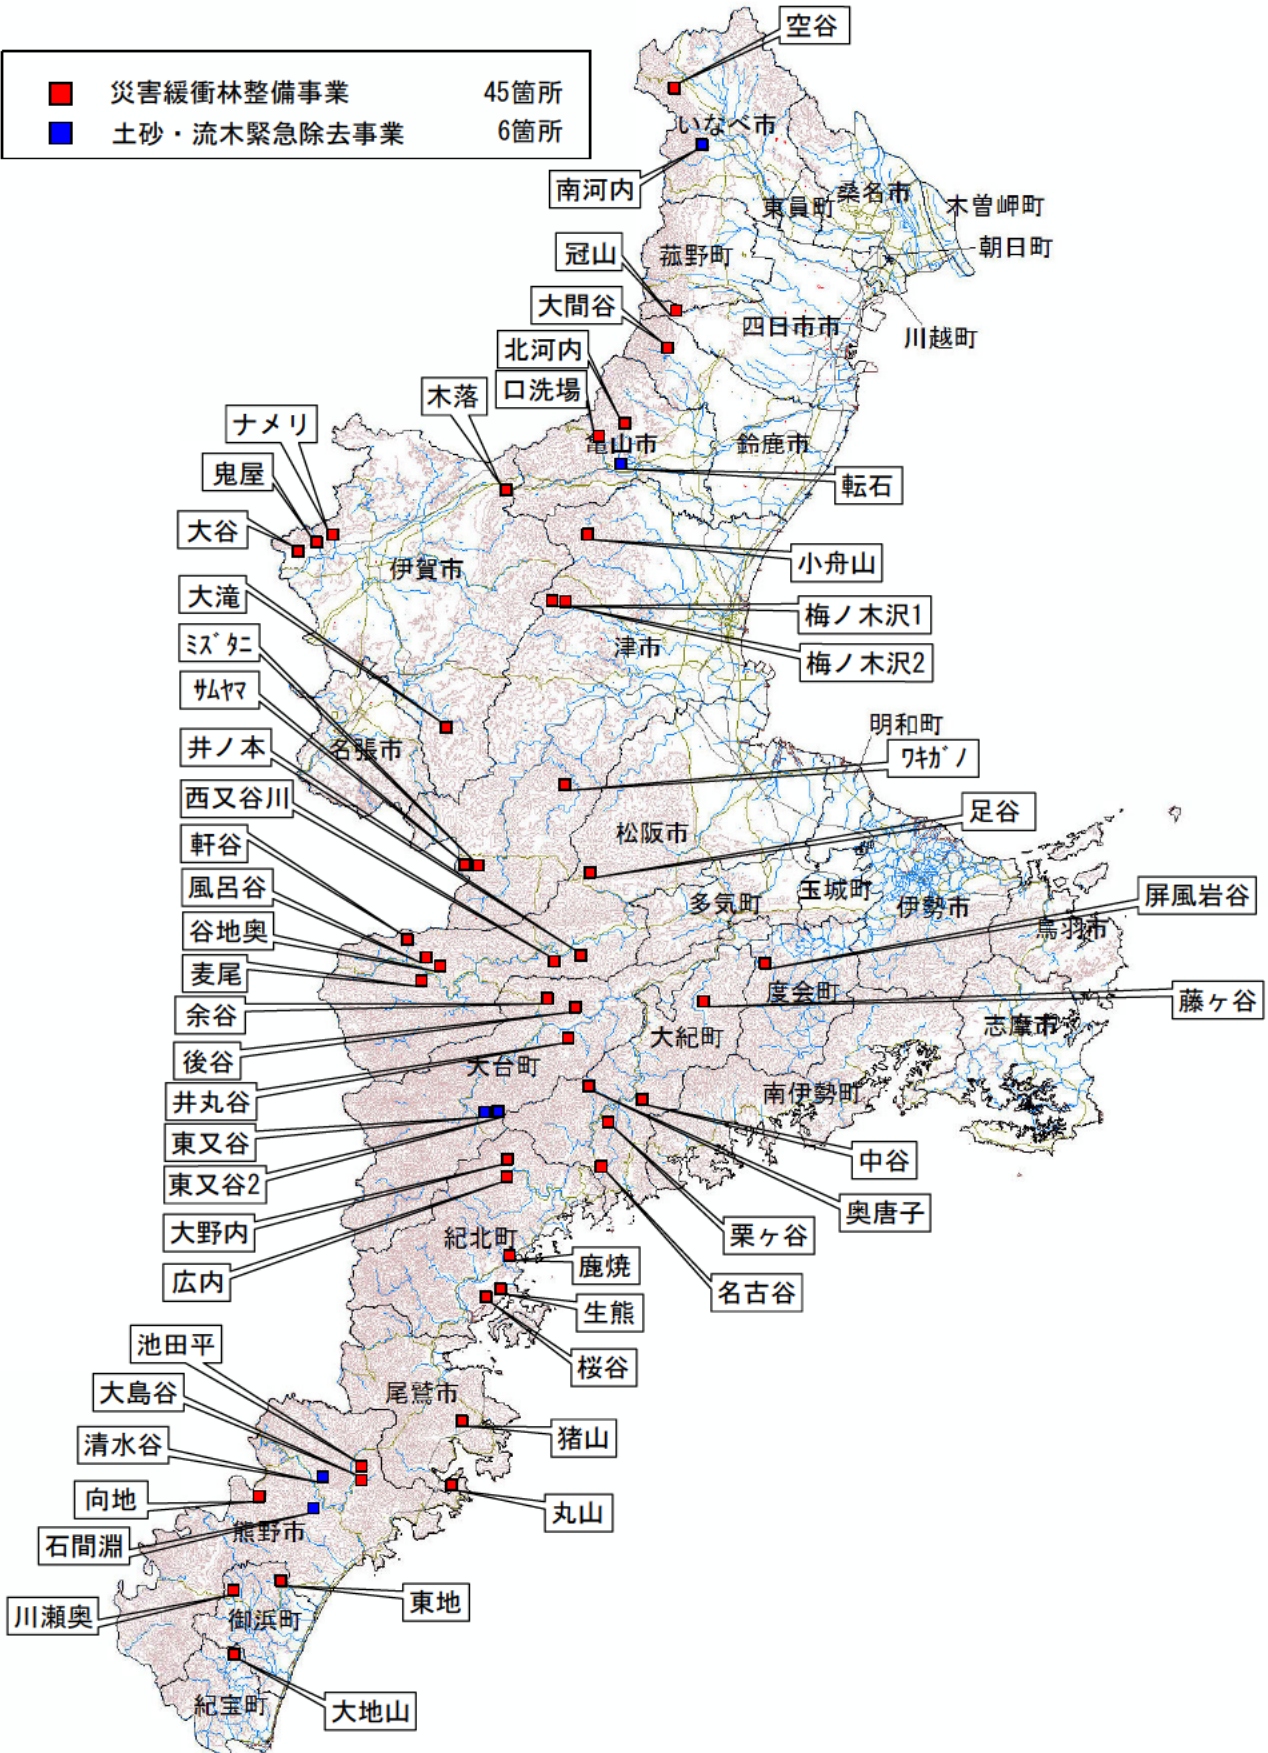 空谷
災害緩衝林整備事業 45箇所
土砂・流木緊急除去事業 6箇所
いなべ市
南河内
桑名市
東員町
木曽岬町
朝日町
菰野町
冠山
大間谷
四日市市
川越町
北河内
口洗場
木落
ナメリ
亀山市
鈴鹿市
鬼屋
転石
大谷
小舟山
伊賀市
大滝
梅ノ木沢1
ミズタニ
津市
梅ノ木沢2
サムヤマ
明和町
井ノ本
名張市
ワキガノ
西又谷川
足谷
松阪市
軒谷
風呂谷
玉城町
屏風岩谷
多気町
伊勢市
谷地奥
鳥羽市
麦尾
度会町
藤ヶ谷
余谷
志摩市
大紀町
後谷
大台町
南伊勢町
井丸谷
東又谷
中谷
東又谷2
奥唐子
大野内
栗ヶ谷
紀北町
鹿焼
広内
名古谷
生熊
池田平
桜谷
大島谷
尾鷲市
清水谷
猪山
向地
丸山
熊野市
石間淵
川瀬奥
東地
御浜町
紀宝町
大地山